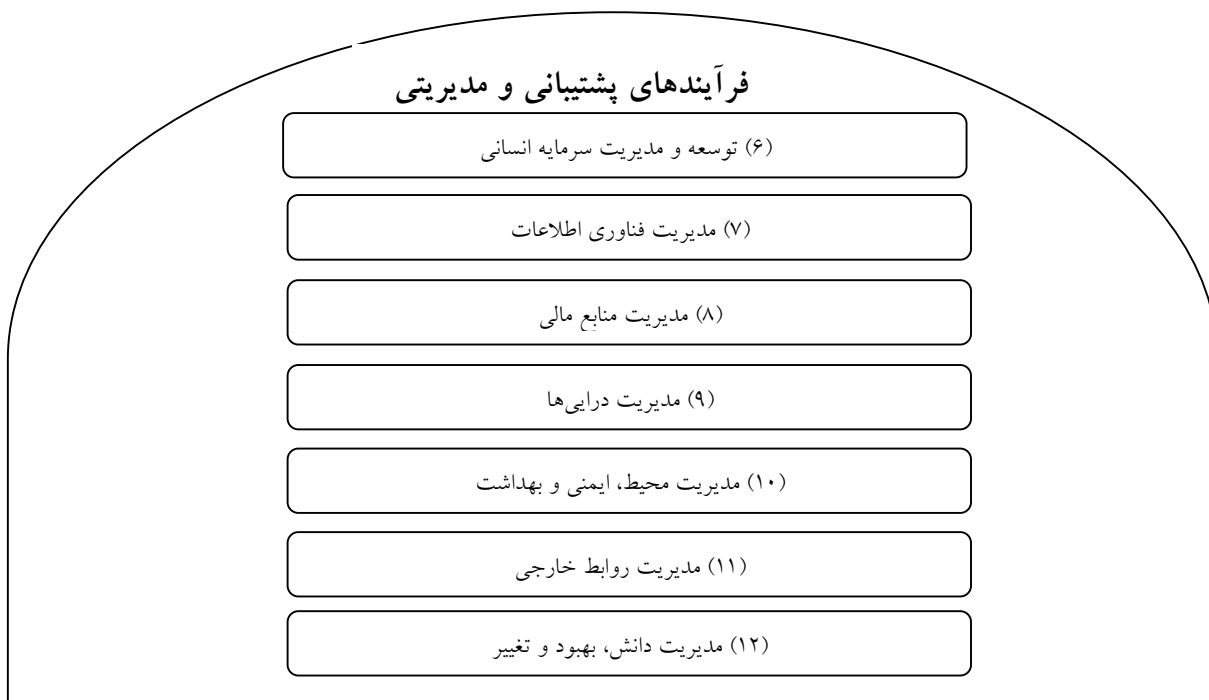 فرآیندهای پشتیبانی و مدیریتی
(۶) توسعه و مدیریت سرمایه انسانی
(۷) مدیریت فناوری اطلاعات
(۸) مدیریت منابع مالی
(۹) مدیریت درایی‌ها
(۱۰) مدیریت محیط، ایمنی و بهداشت
(۱۱) مدیریت روابط خارجی
(۱۲) مدیریت دانش، بهبود و تغییر